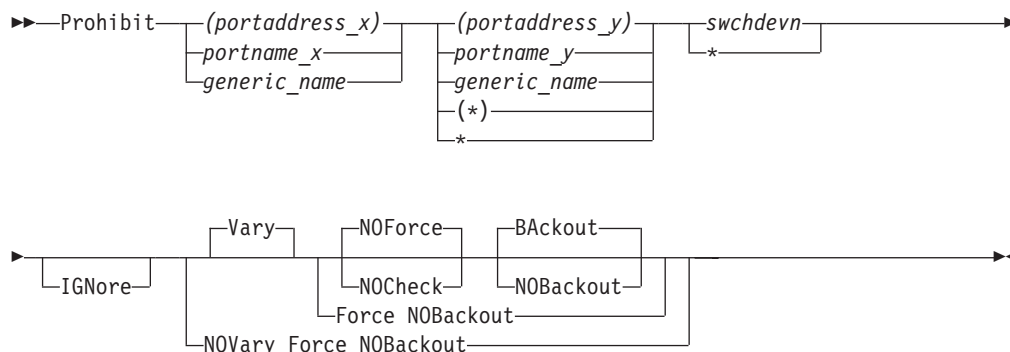 Prohibit (portaddress_x) (portaddress_y) swchdevn
portname_x portname_y *
generic_name generic_name
(*)
*
Vary NOForce BAckout
IGNore NOCheck NOBackout
Force NOBackout
NOVary Force NOBackout